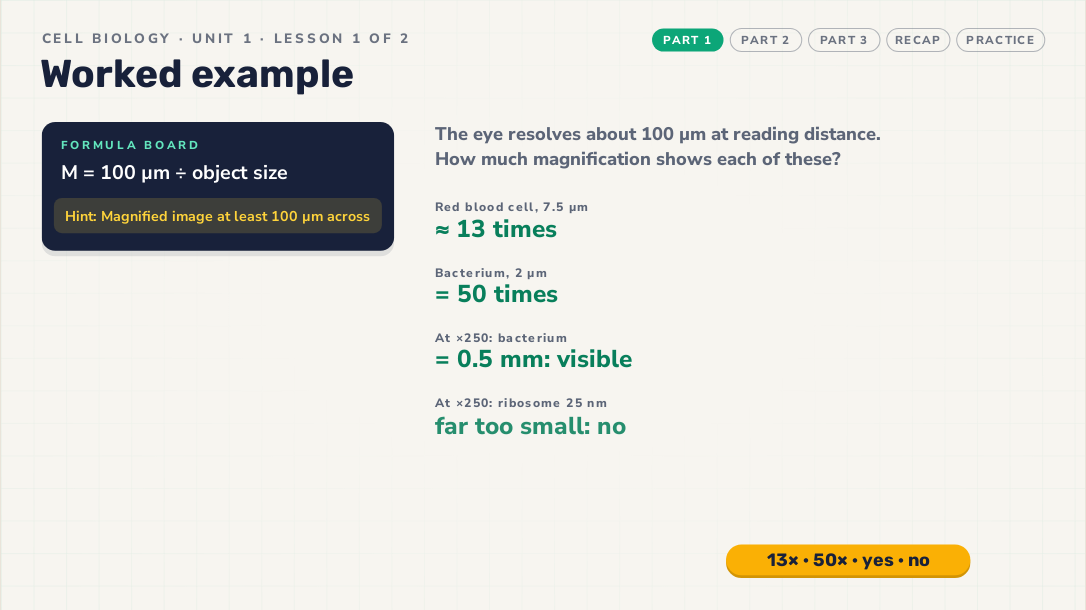 CELL BIOLOGY · UNIT 1 · LESSON 1 OF 2
PART 1
PART 2
PART 3
RECAP
PRACTICE
Worked example
FORMULA BOARD
M = 100 µm ÷ object size
Hint: Magnified image at least 100 µm across
The eye resolves about 100 µm at reading distance.
How much magnification shows each of these?
Red blood cell, 7.5 µm
≈ 13 times
Bacterium, 2 µm
= 50 times
At ×250: bacterium
= 0.5 mm: visible
At ×250: ribosome 25 nm
far too small: no
13× · 50× · yes · no